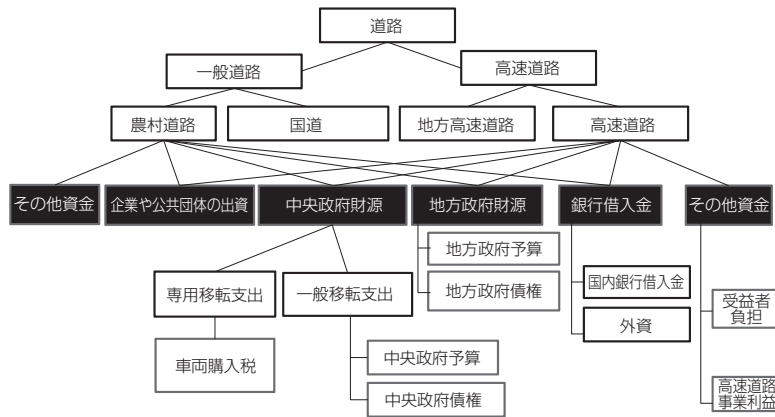 道路
一般道路
高速道路
農村道路
国道
地方高速道路
高速道路
その他資金
企業や公共団体の出資
中央政府財源
地方政府財源
銀行借入金
その他資金
地方政府予算
地方政府債権
専用移転支出
一般移転支出
国内銀行借入金
外資
受益者
負担
車両購入税
中央政府予算
中央政府債権
高速道路
事業利益